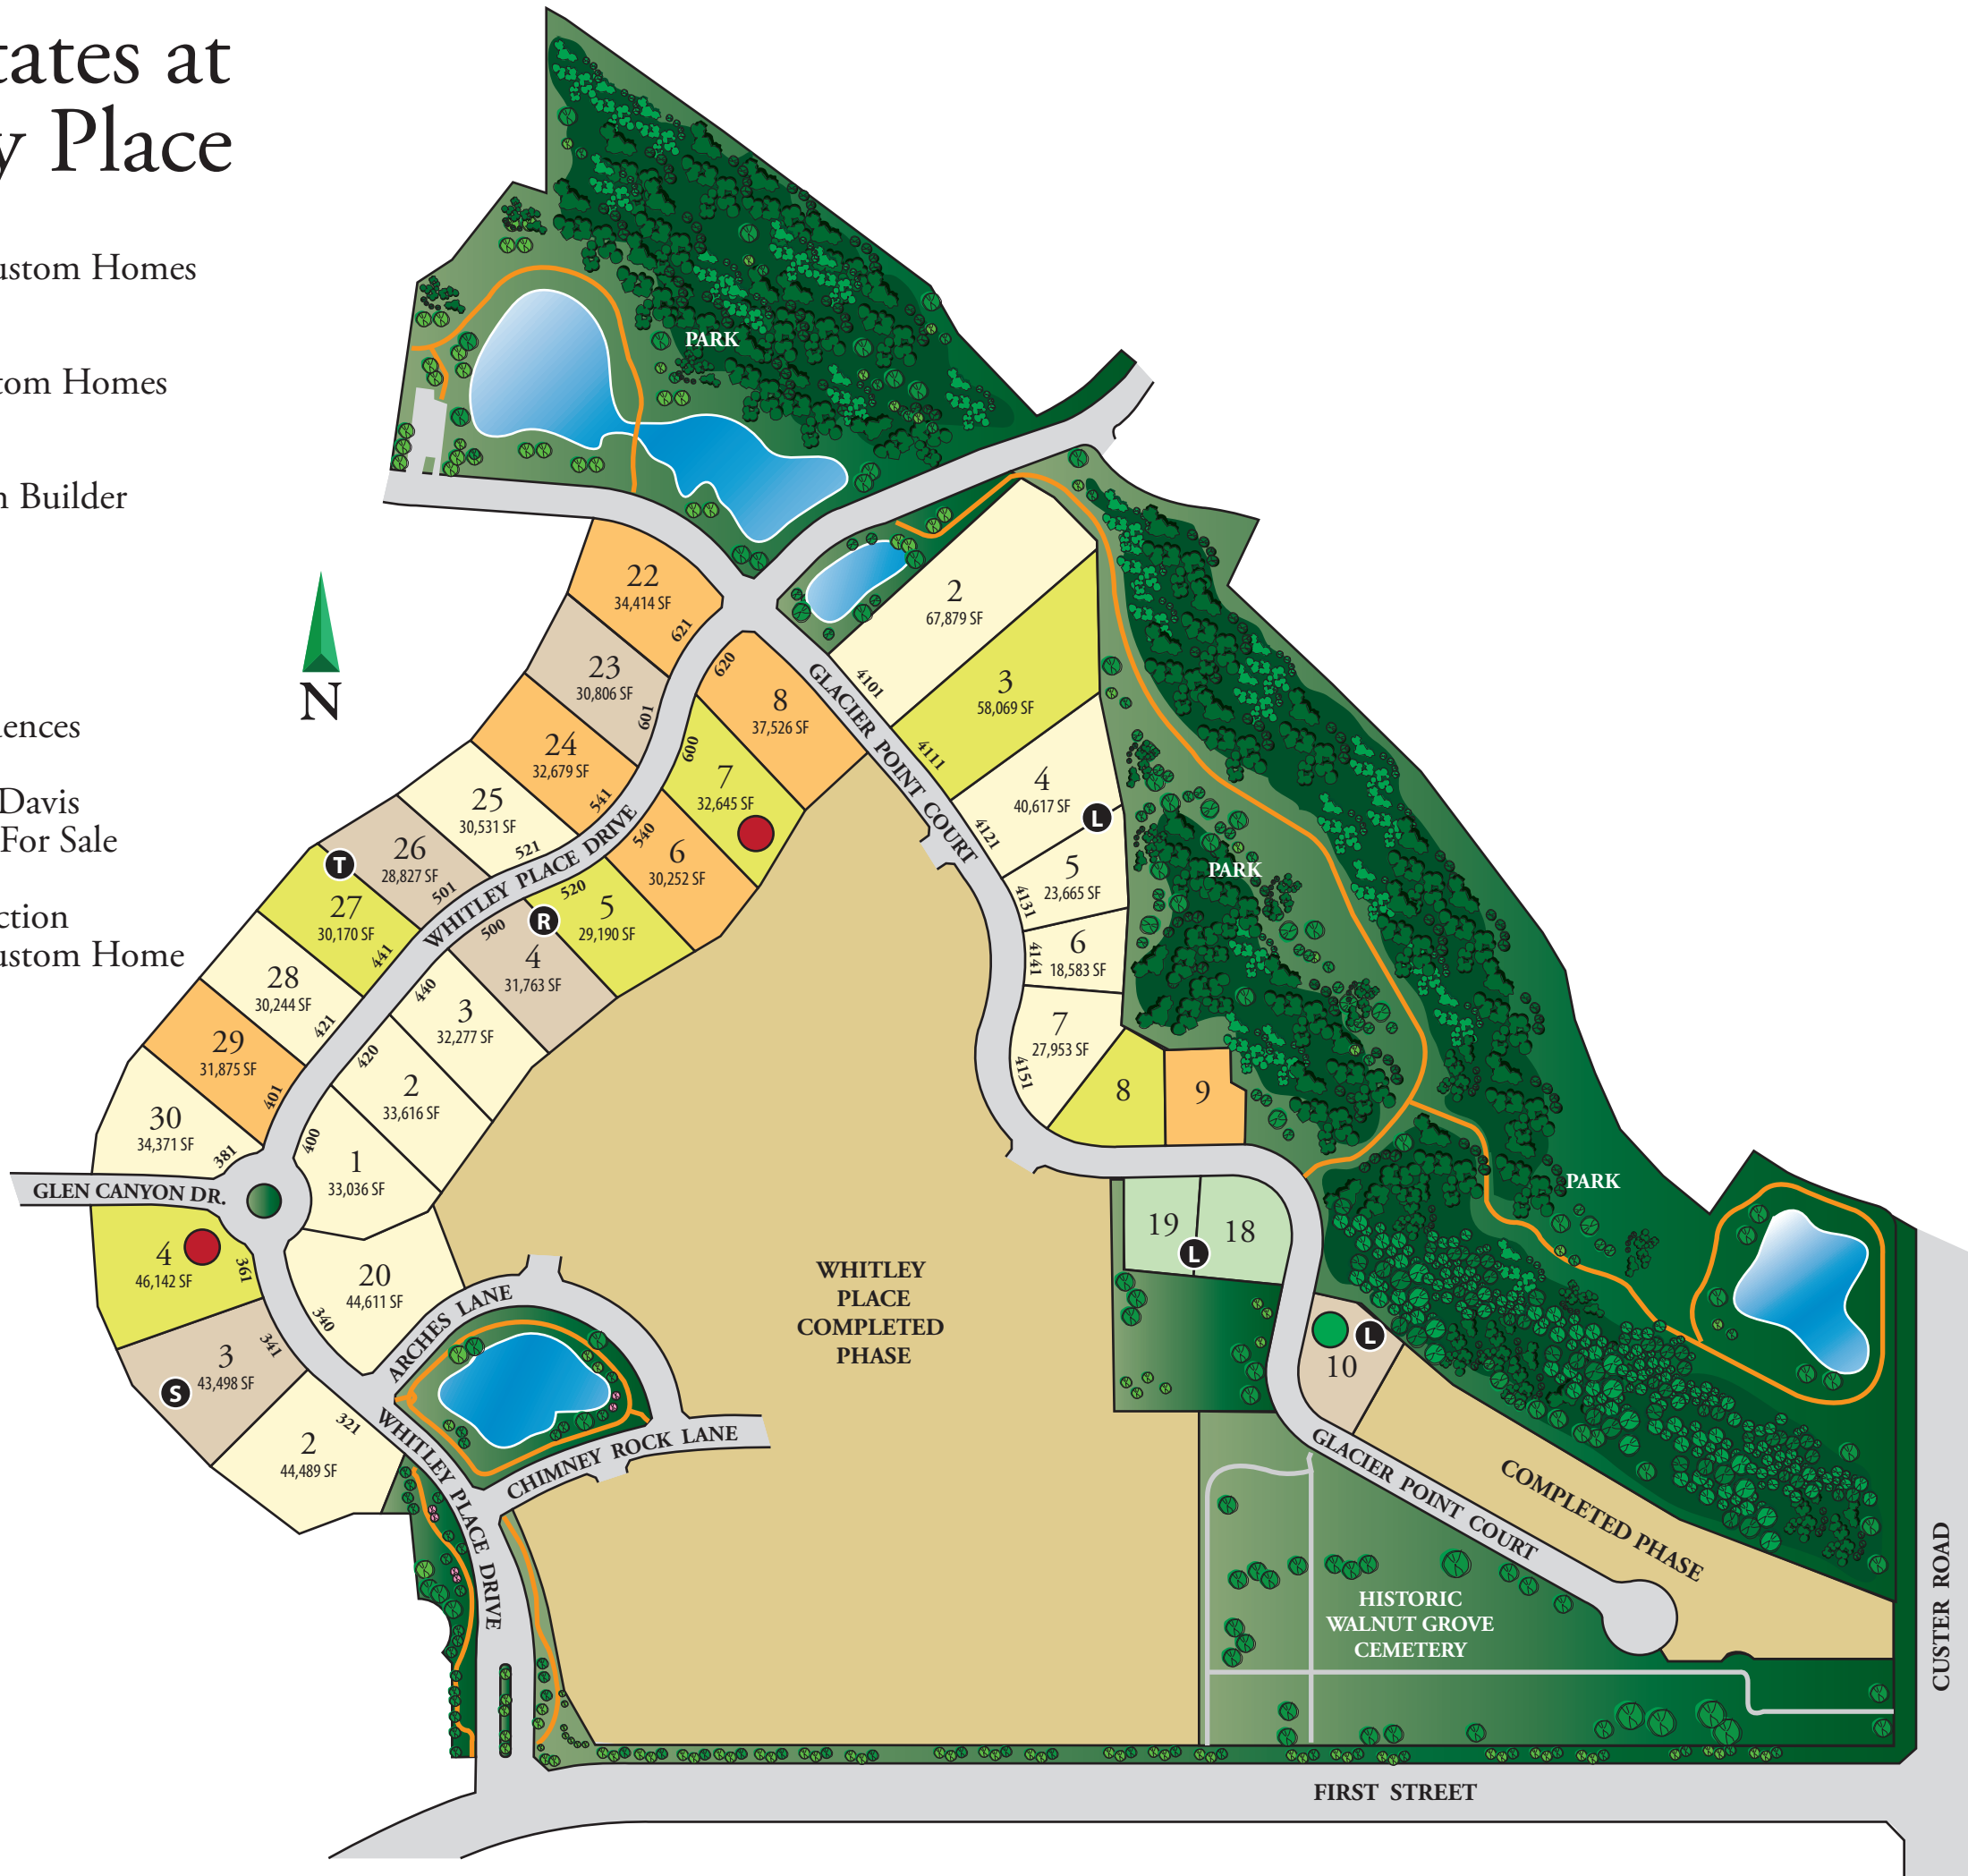 tates at
y Place
ustom Homes
tom Homes
n Builder
N
ences
Davis
For Sale
ction
ustom Home
PARK
22
34,414 SF
621
23
30,806 SF
601
24
32,679 SF
541
25
30,531 SF
521
26
28,827 SF
501
T
27
30,170 SF
441
28
30,244 SF
421
29
31,875 SF
401
30
34,371 SF
381
620
8
37,526 SF
600
7
32,645 SF
540
6
30,252 SF
520
5
29,190 SF
R
500
4
31,763 SF
440
3
32,277 SF
420
2
33,616 SF
400
1
33,036 SF
WHITLEY PLACE DRIVE
GLACIER POINT COURT
2
67,879 SF
4101
3
58,069 SF
4111
4
40,617 SF
4121
L
5
23,665 SF
4131
6
18,583 SF
4141
7
27,953 SF
4151
8
9
PARK
PARK
GLEN CANYON DR.
4
46,142 SF
361
20
44,611 SF
340
3
43,498 SF
341
S
2
44,489 SF
321
ARCHES LANE
CHIMNEY ROCK LANE
WHITLEY PLACE DRIVE
WHITLEY
PLACE
COMPLETED
PHASE
19
18
L
10
L
GLACIER POINT COURT
COMPLETED PHASE
HISTORIC
WALNUT GROVE
CEMETERY
CUSTER ROAD
FIRST STREET